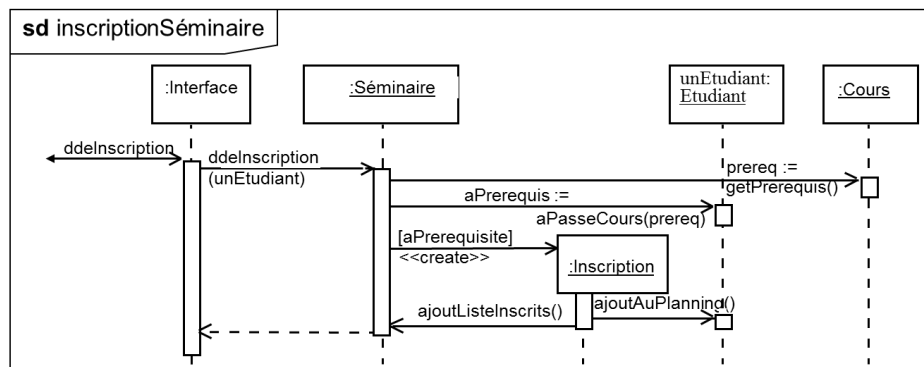 sd inscriptionSéminaire
:Interface
:Séminaire
unEtudiant:
Etudiant
:Cours
ddeInscription
ddeInscription
(unEtudiant)
prereq :=
getPrerequis()
aPrerequis :=
aPasseCours(prereq)
[aPrerequisite]
<<create>>
:Inscription
ajoutListeInscrits()
ajoutAuPlanning()